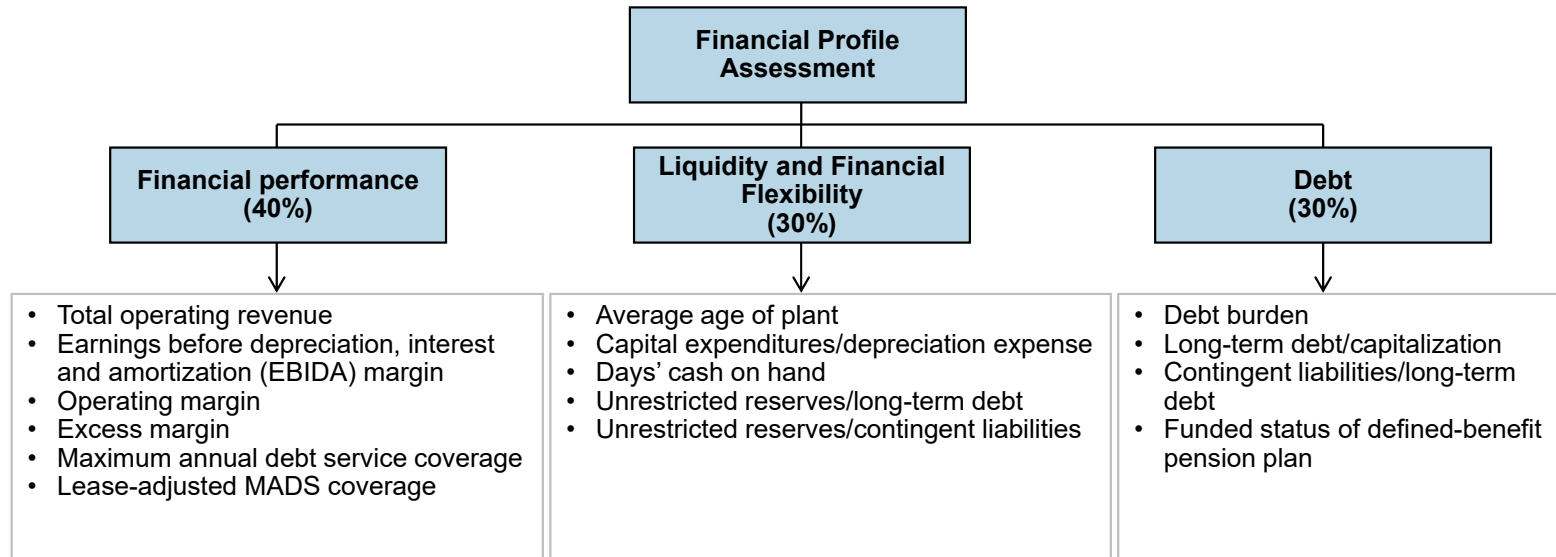 Financial Profile
Assessment
Financial performance
(40%)
Liquidity and Financial
Flexibility
(30%)
Debt
(30%)
• Total operating revenue
• Earnings before depreciation, interest
and amortization (EBIDA) margin
• Operating margin
• Excess margin
• Maximum annual debt service coverage
• Lease-adjusted MADS coverage
• Average age of plant
• Capital expenditures/depreciation expense
• Days’ cash on hand
• Unrestricted reserves/long-term debt
• Unrestricted reserves/contingent liabilities
• Debt burden
• Long-term debt/capitalization
• Contingent liabilities/long-term
debt
• Funded status of defined-benefit
pension plan